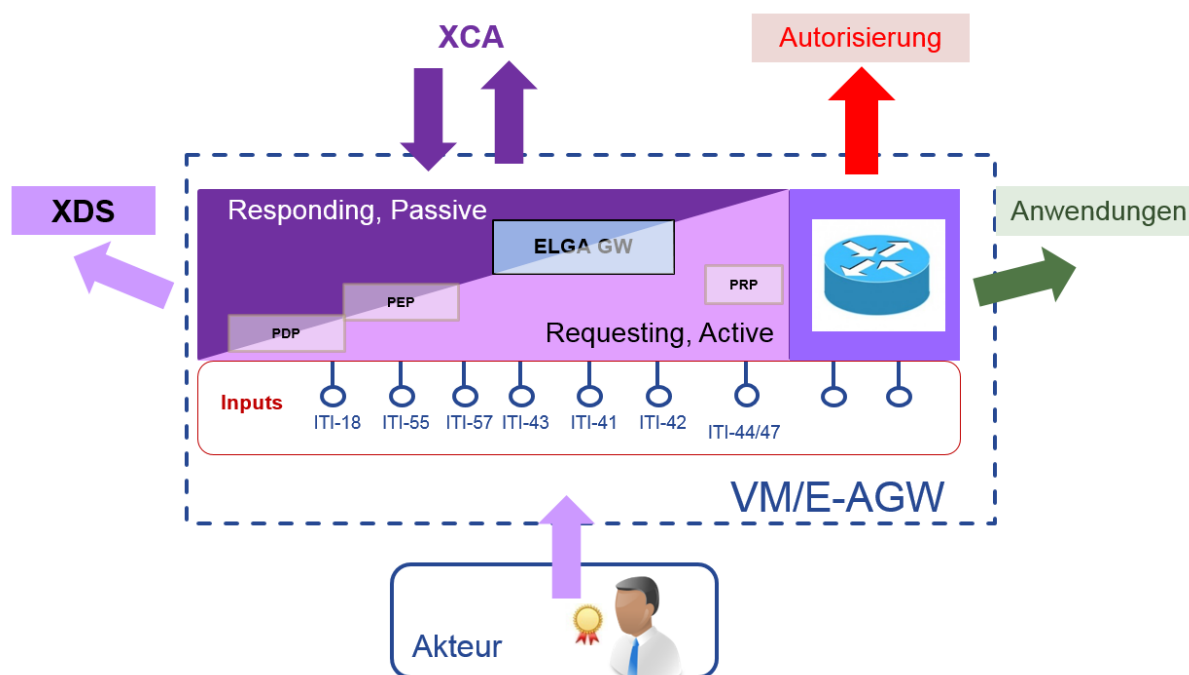 XCA
Autorisierung
XDS
Responding, Passive
Anwendungen
ELGA GW
PRP
PEP
PDP
Requesting, Active
Inputs
ITI-18
ITI-55
ITI-57
ITI-43
ITI-41
ITI-42
ITI-44/47
VM/E-AGW
Akteur